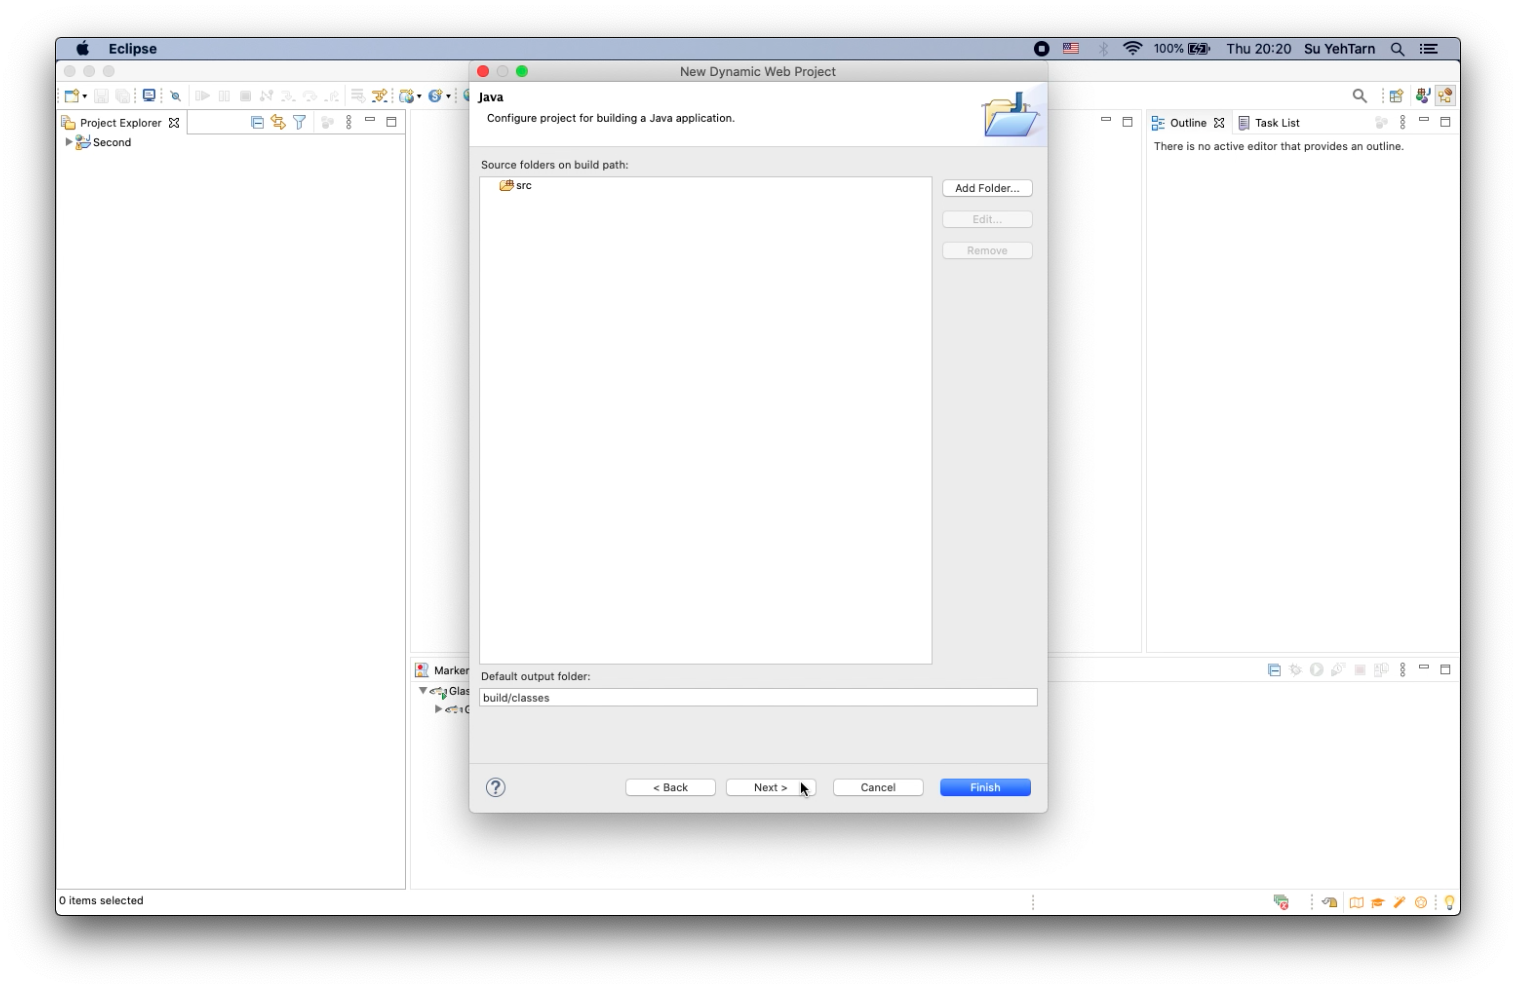 Eclipse
100%
Thu 20:20
Su YehTarn
New Dynamic Web Project
Java
Configure project for building a Java application.
Project Explorer
Second
Source folders on build path:
src
Add Folder...
Edit...
Remove
Outline
Task List
There is no active editor that provides an outline.
Marker
Glas
Default output folder:
build/classes
?
< Back
Next >
Cancel
Finish
0 items selected